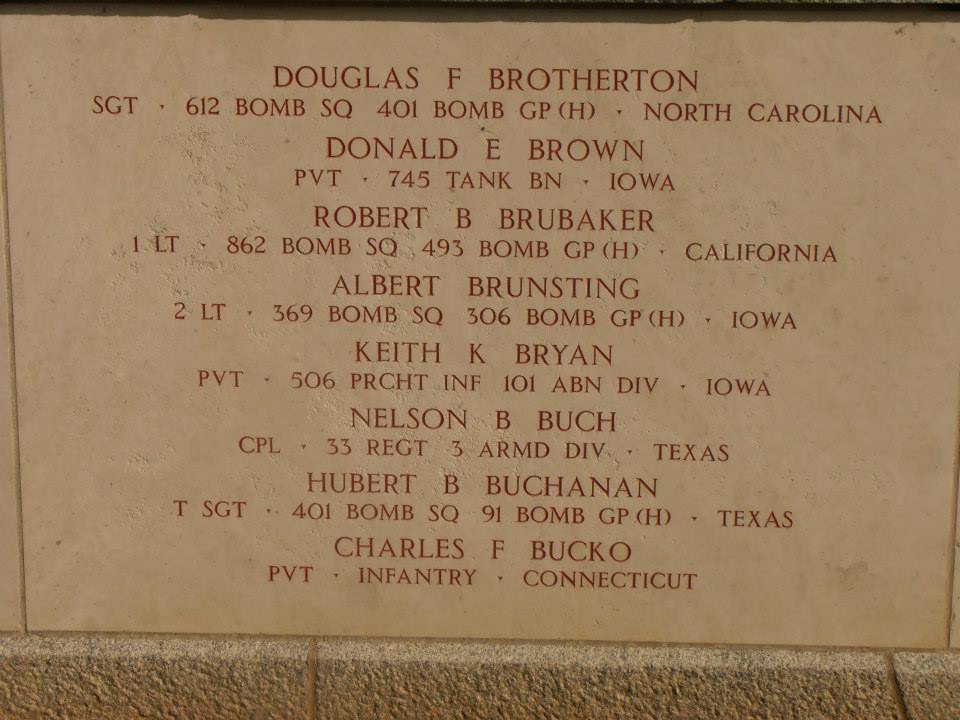 DOUGLAS F BROTHERTON
SGT · 612 BOMB SQ 401 BOMB GP (H) · NORTH CAROLINA
DONALD E BROWN
PVT · 745 TANK BN · IOWA
ROBERT B BRUBAKER
1 LT · 862 BOMB SQ 493 BOMB GP (H) · CALIFORNIA
ALBERT BRUNSTING
2 LT · 369 BOMB SQ 306 BOMB GP (H) · IOWA
KEITH K BRYAN
PVT · 506 PRCHT INF 101 ABN DIV · IOWA
NELSON B BUCH
CPL · 33 REGT 3 ARMD DIV · TEXAS
HUBERT B BUCHANAN
T SGT · 401 BOMB SQ 91 BOMB GP (H) · TEXAS
CHARLES F BUCKO
PVT · INFANTRY · CONNECTICUT